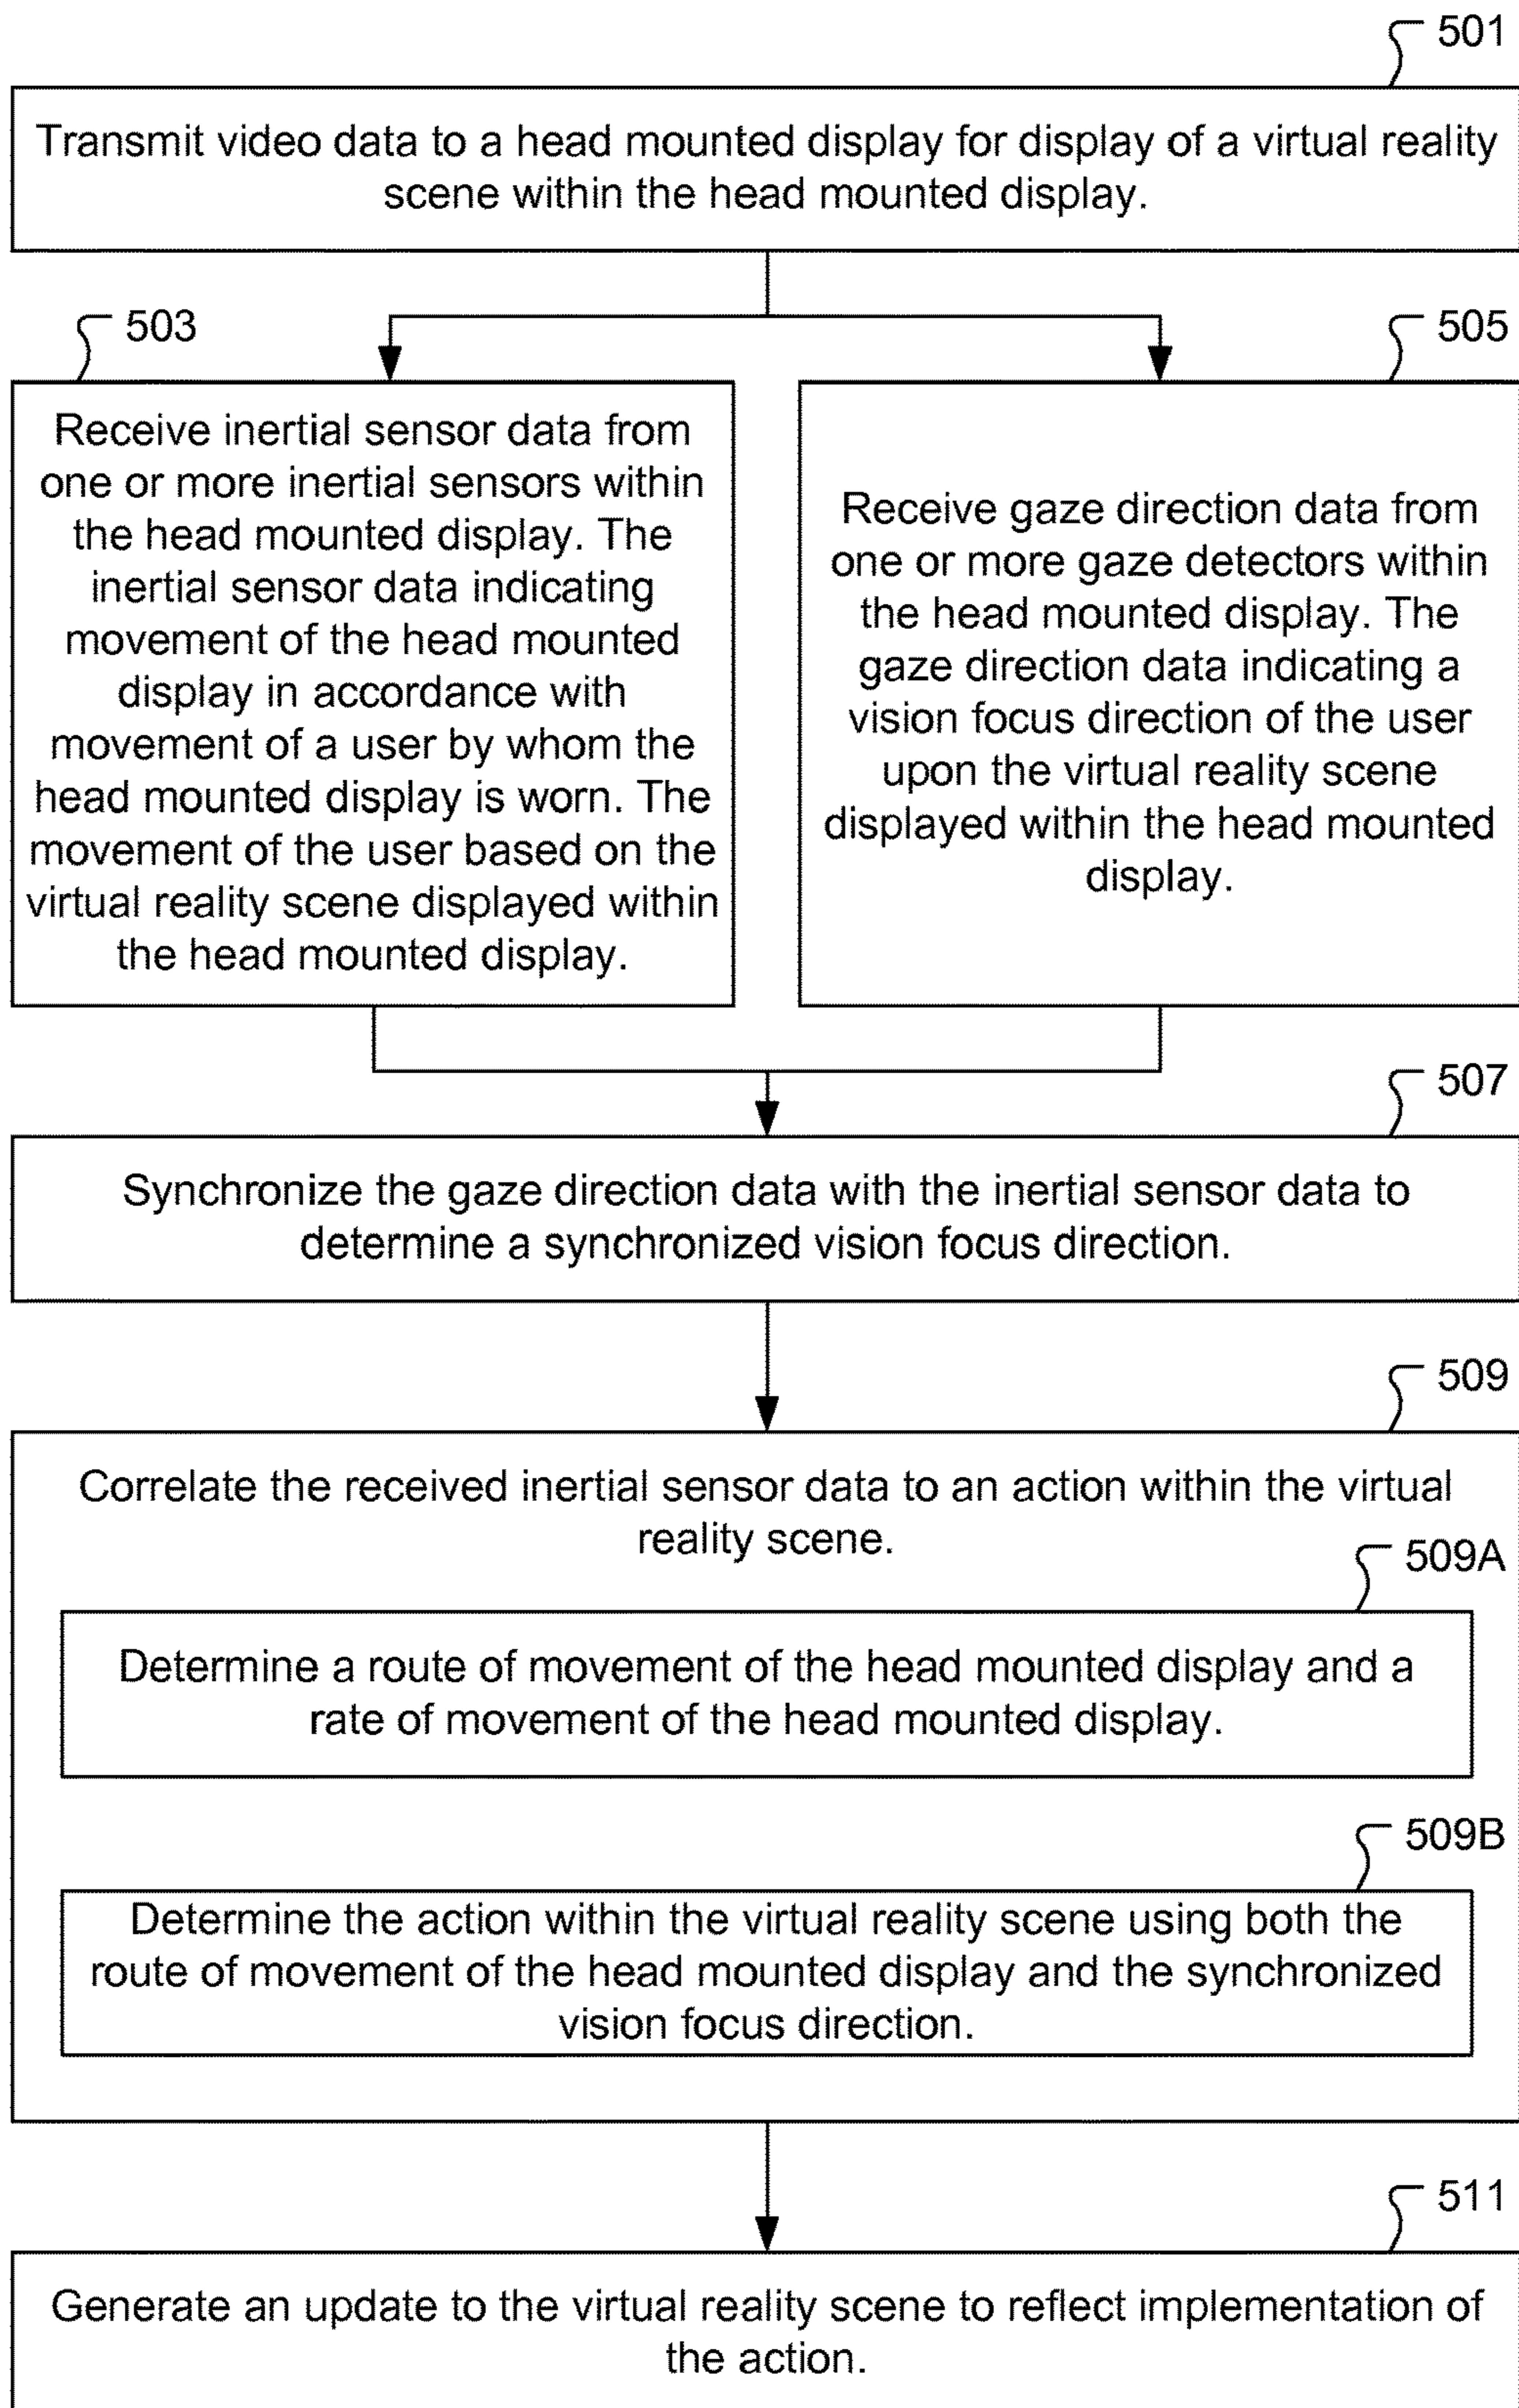 501
Transmit video data to a head mounted display for display of a virtual reality
scene within the head mounted display.
503
Receive inertial sensor data from
one or more inertial sensors within
the head mounted display. The
inertial sensor data indicating
movement of the head mounted
display in accordance with
movement of a user by whom the
head mounted display is worn. The
movement of the user based on the
virtual reality scene displayed within
the head mounted display.
505
Receive gaze direction data from
one or more gaze detectors within
the head mounted display. The
gaze direction data indicating a
vision focus direction of the user
upon the virtual reality scene
displayed within the head mounted
display.
507
Synchronize the gaze direction data with the inertial sensor data to
determine a synchronized vision focus direction.
509
Correlate the received inertial sensor data to an action within the virtual
reality scene.
509A
Determine a route of movement of the head mounted display and a
rate of movement of the head mounted display.
509B
Determine the action within the virtual reality scene using both the
route of movement of the head mounted display and the synchronized
vision focus direction.
511
Generate an update to the virtual reality scene to reflect implementation of
the action.